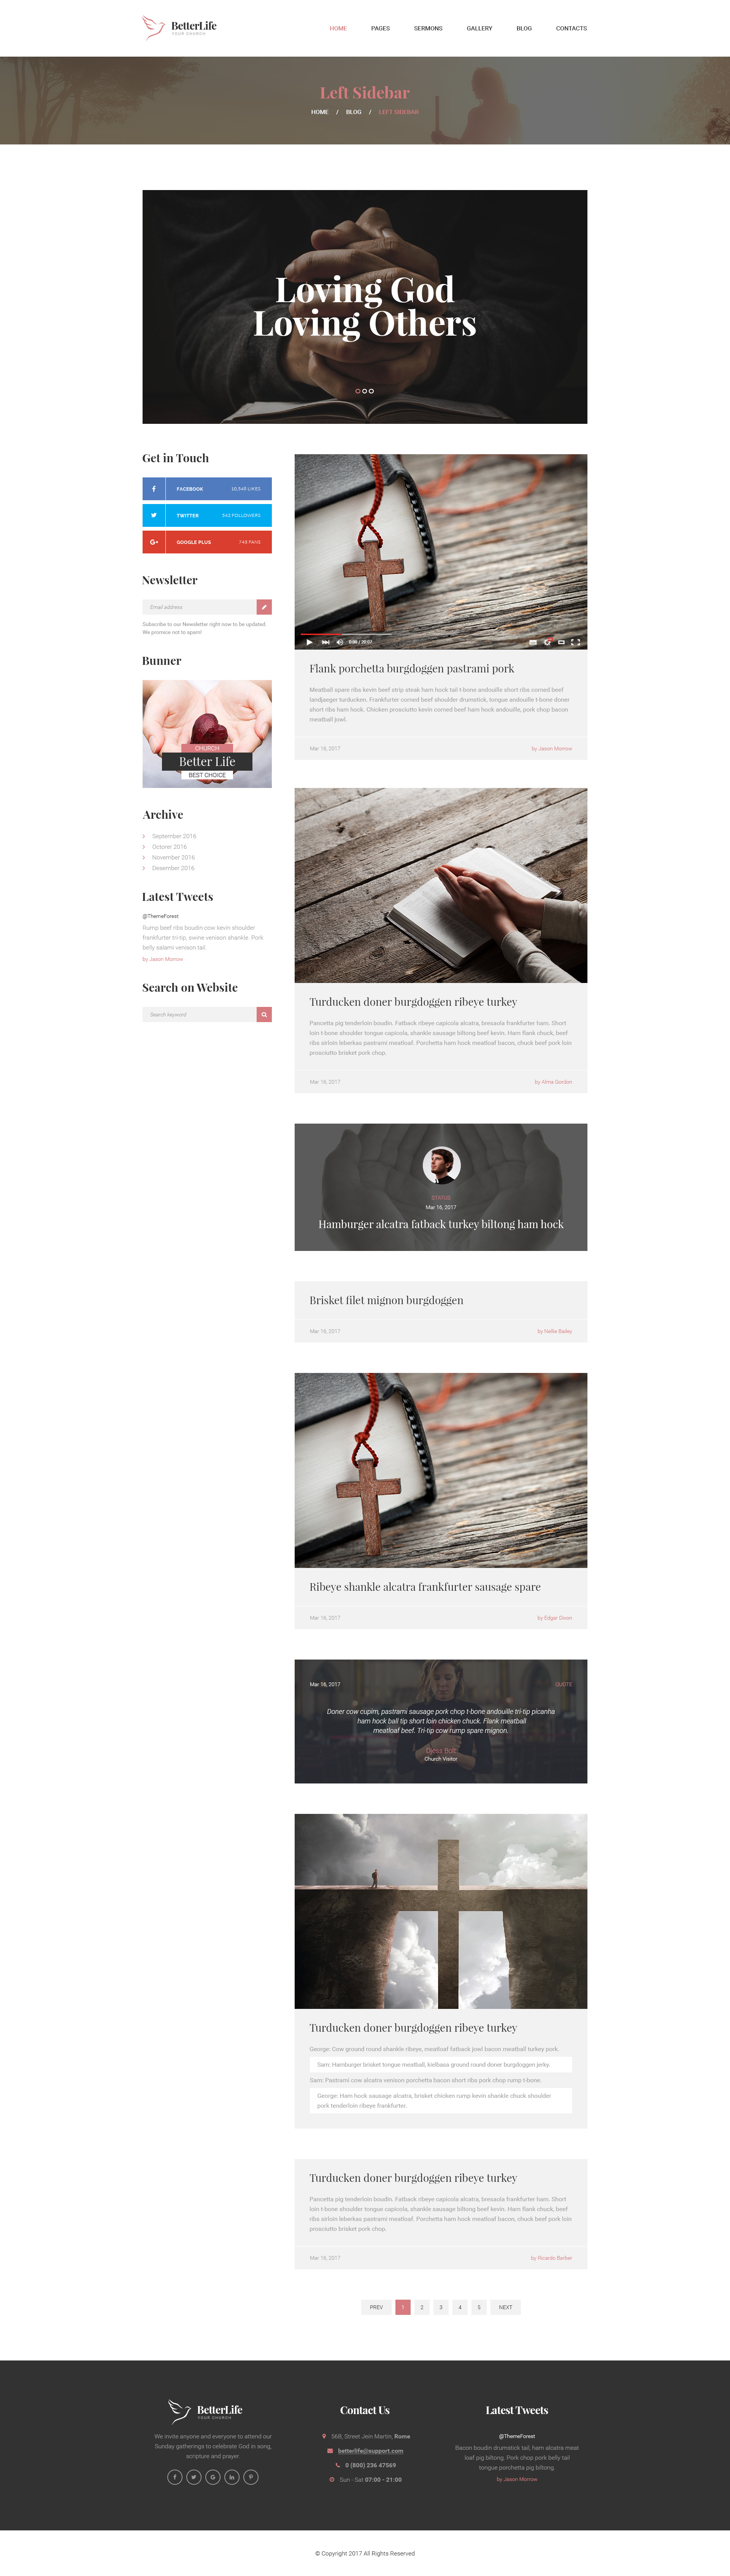 BetterLife
YOUR CHURCH
HOME PAGES SERMONS GALLERY BLOG CONTACTS
Left Sidebar
HOME / BLOG / LEFT SIDEBAR
Loving God
Loving Others
Get in Touch
FACEBOOK 10,545 LIKES
TWITTER 542 FOLLOWERS
GOOGLE PLUS 743 FANS
Newsletter
Email address
Subscribe to our Newsletter right now to be updated.
We promice not to spam!
Bunner
CHURCH
Better Life
BEST CHOICE
Archive
September 2016
Octorer 2016
November 2016
Desember 2016
Latest Tweets
@ThemeForest
Rump beef ribs boudin cow kevin shoulder
frankfurter tri-tip, swine venison shankle. Pork
belly salami venison tail.
by Jason Morrow
Search on Website
Search keyword
Flank porchetta burgdoggen pastrami pork
Meatball spare ribs kevin beef strip steak ham hock tail t-bone andouille short ribs corned beef
landjaeger turducken. Frankfurter corned beef shoulder drumstick, tongue andouille t-bone doner
short ribs ham hock. Chicken prosciutto kevin corned beef ham hock andouille, pork chop bacon
meatball jowl.
Mar 16, 2017 by Jason Morrow
Turducken doner burgdoggen ribeye turkey
Pancetta pig tenderloin boudin. Fatback ribeye capicola alcatra, bresaola frankfurter ham. Short
loin t-bone shoulder tongue capicola, shankle sausage biltong beef kevin. Ham flank chuck, beef
ribs sirloin leberkas pastrami meatloaf. Porchetta ham hock meatloaf bacon, chuck beef pork loin
prosciutto brisket pork chop.
Mar 16, 2017 by Alma Gordon
STATUS
Mar 16, 2017
Hamburger alcatra fatback turkey biltong ham hock
Brisket filet mignon burgdoggen
Mar 16, 2017 by Nellie Bailey
Ribeye shankle alcatra frankfurter sausage spare
Mar 16, 2017 by Edgar Dixon
Mar 16, 2017 QUOTE
Doner cow cupim, pastrami sausage pork chop t-bone andouille tri-tip picanha
ham hock ball tip short loin chicken chuck. Flank meatball
meatloaf beef. Tri-tip cow rump spare mignon.
Church Visitor
Turducken doner burgdoggen ribeye turkey
George: Cow ground round shankle ribeye, meatloaf fatback jowl bacon meatball turkey pork.
Sam: Hamburger brisket tongue meatball, kielbasa ground round doner burgdoggen jerky.
Sam: Pastrami cow alcatra venison porchetta bacon short ribs pork chop rump t-bone.
George: Ham hock sausage alcatra, brisket chicken rump kevin shankle chuck shoulder
pork tenderloin ribeye frankfurter.
Turducken doner burgdoggen ribeye turkey
Pancetta pig tenderloin boudin. Fatback ribeye capicola alcatra, bresaola frankfurter ham. Short
loin t-bone shoulder tongue capicola, shankle sausage biltong beef kevin. Ham flank chuck, beef
ribs sirloin leberkas pastrami meatloaf. Porchetta ham hock meatloaf bacon, chuck beef pork loin
prosciutto brisket pork chop.
Mar 16, 2017 by Ricardo Barber
PREV 1 2 3 4 5 NEXT
BetterLife
YOUR CHURCH
We invite anyone and everyone to attend our
Sunday gatherings to celebrate God in song,
scripture and prayer.
Contact Us
56B, Street Jein Martin, Rome
betterlife@support.com
0 (800) 236 47569
Sun - Sat 07:00 - 21:00
Latest Tweets
@ThemeForest
Bacon boudin drumstick tail, ham alcatra meat
loaf pig biltong. Pork chop pork belly tail
tongue porchetta pig biltong.
by Jason Morrow
© Copyright 2017 All Rights Reserved